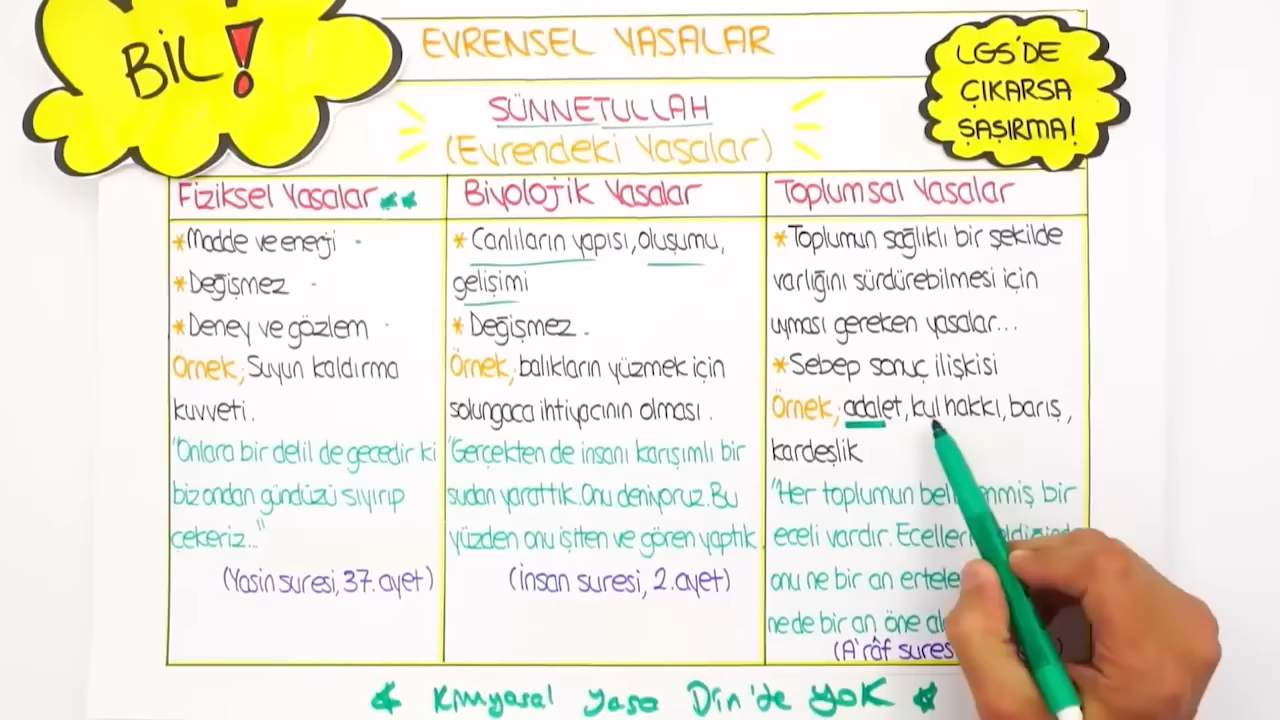 BİL!
EVRENSEL YASALAR
LGS'DE
ÇIKARSA
ŞAŞIRMA!
SÜNNETULLAH
(Evrendeki Yasalar)
Fiziksel Yasalar
*Madde ve enerji
*Değişmez
*Deney ve gözlem
Örnek; Suyun kaldırma
kuvveti.
"Onlara bir delil de gecedir ki
biz ondan gündüzü sıyırıp
çekeriz..."
(Yasin suresi, 37. ayet)
Biyolojik Yasalar
*Canlıların yapısı, oluşumu,
gelişimi
*Değişmez.
Örnek; balıkların yüzmek için
solungaca ihtiyacının olması.
"Gerçekten de insanı karışımlı bir
sudan yarattık. Onu deniyoruz. Bu
yüzden onu işiten ve gören yaptık.
(İnsan suresi, 2. ayet)
Toplumsal Yasalar
*Toplumun sağlıklı bir şekilde
varlığını sürdürebilmesi için
uyması gereken yasalar...
*Sebep sonuç ilişkisi
Örnek; adalet, kul hakkı, barış,
kardeşlik
"Her toplumun bir
eceli vardır.
onu ne bir an
ne de bir an öne
(A'râf
Kimyasal Yasa Din'de YOK